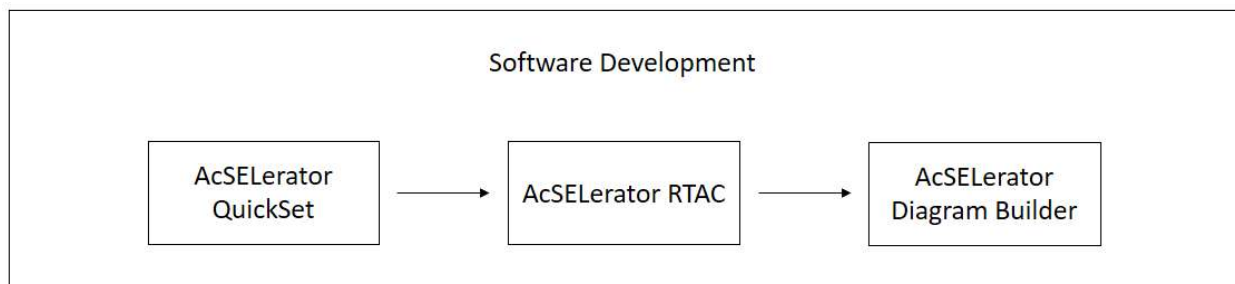 Software Development
AcSELerator
QuickSet
AcSELerator RTAC
AcSELerator
Diagram Builder